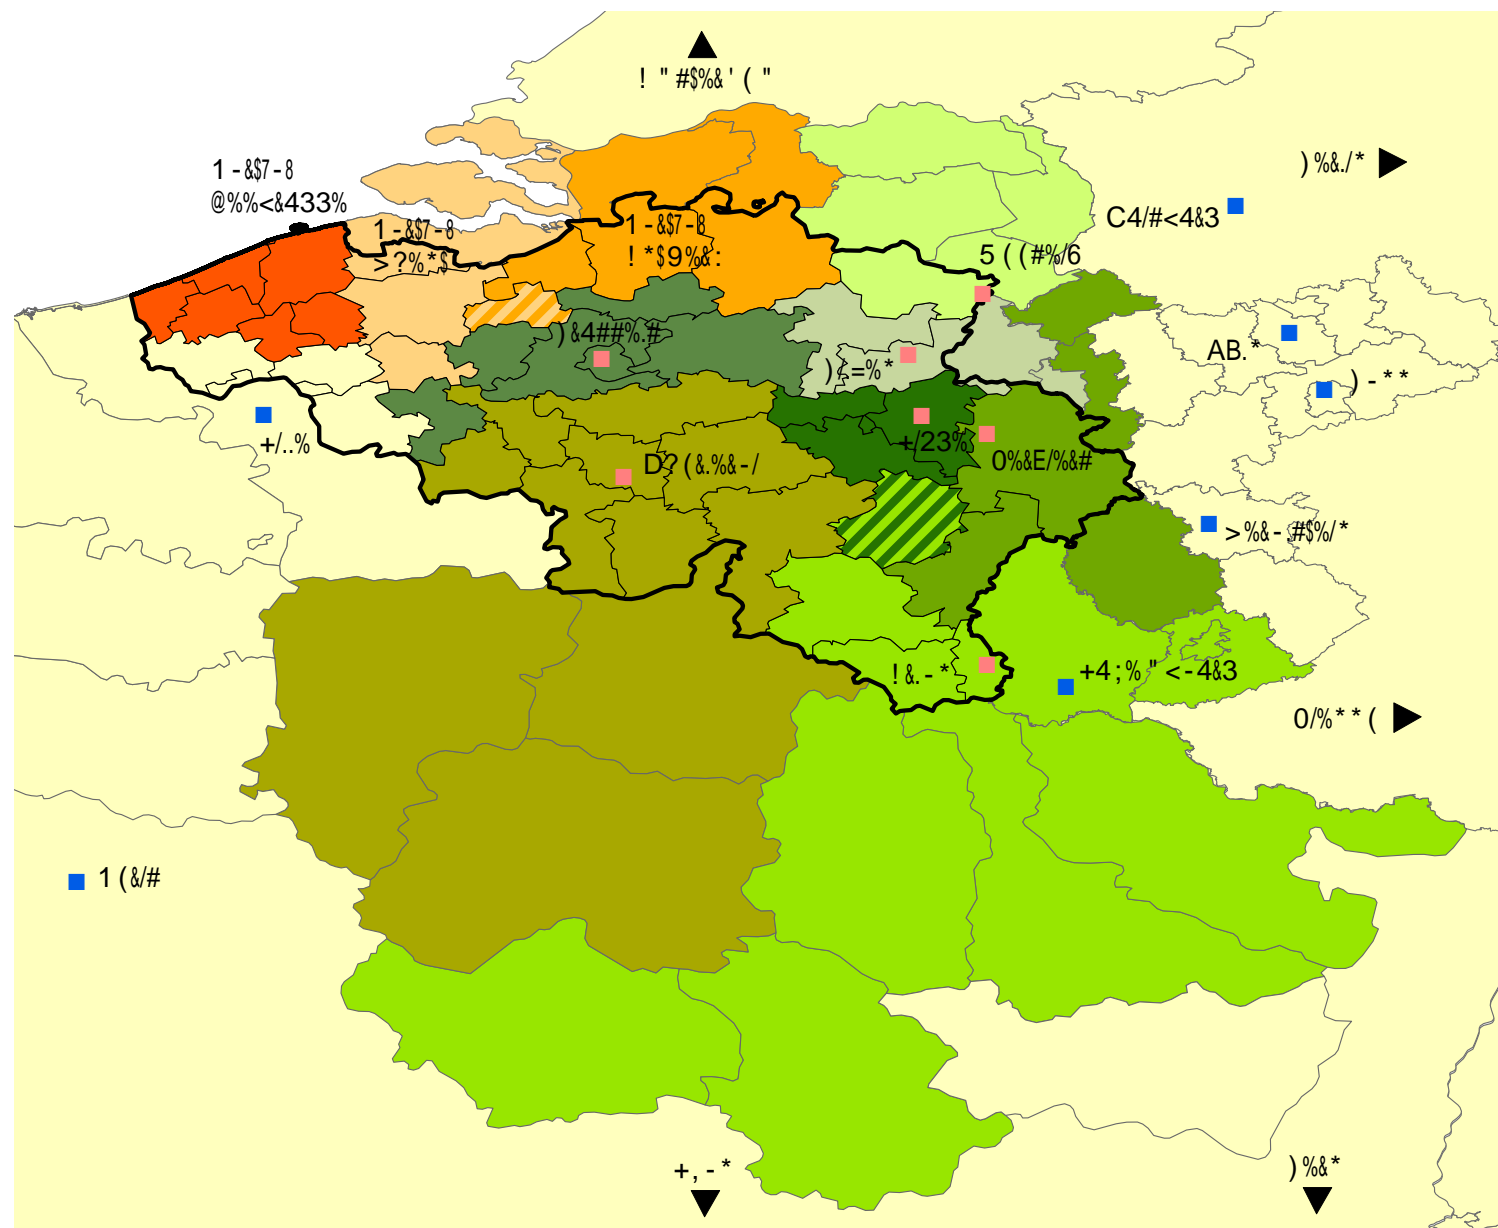 ! " #$%& ' ( "
1 - &$7 - 8
@%%<&433%
) %&./*
C4/#<4&3
1 - &$7 - 8
> ?%*$
1 - &$7 - 8
! *$9%&:
5 ( (#%/6
) &4##%.#
) /=%*
AB.*
) - **
+/..%
+/23%
D? (&.%& - /
0%&E/%&#
> %& - .#$%/*
! &. - *
+4 ;% " < - 4&3
0/%** (
1 (&/#
+, - *
) %&*